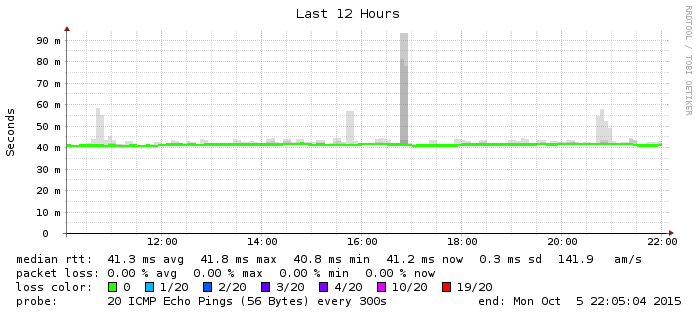 Last 12 Hours
RRDTOOL / TOBI OETIKER
Seconds
90 m
80 m
70 m
60 m
50 m
40 m
30 m
20 m
10 m
0
12:00 14:00 16:00 18:00 20:00 22:00
median rtt: 41.3 ms avg 41.8 ms max 40.8 ms min 41.2 ms now 0.3 ms sd 141.9 am/s
packet loss: 0.00 % avg 0.00 % max 0.00 % min 0.00 % now
loss color: 0 1/20 2/20 3/20 4/20 10/20 19/20
probe: 20 ICMP Echo Pings (56 Bytes) every 300s end: Mon Oct 5 22:05:04 2015